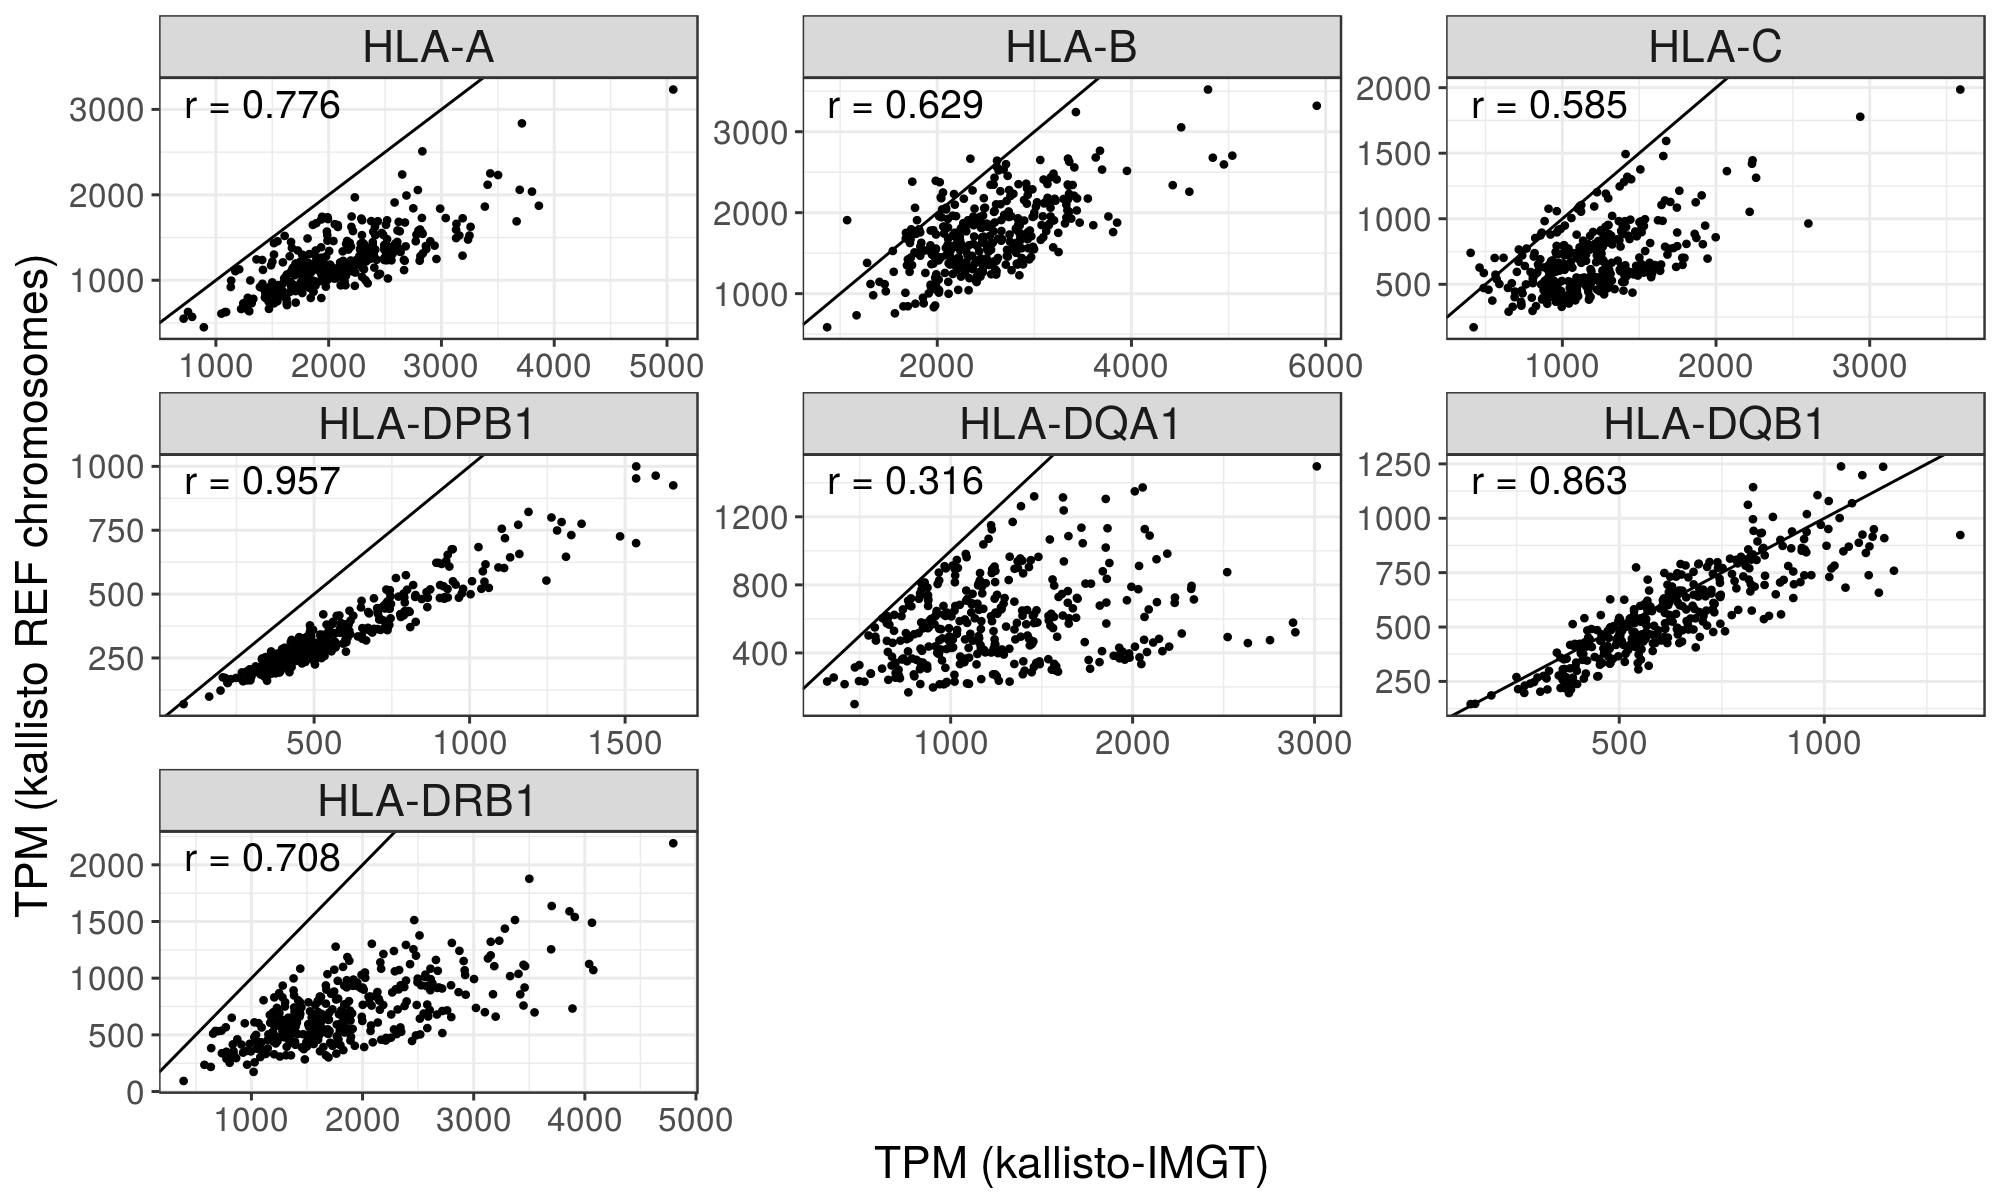 HLA-A
HLA-B
HLA-C
r = 0.776
r = 0.629
r = 0.585
3000
2000
1000
3000
2000
1000
2000
1500
1000
500
1000 2000 3000 4000 5000
2000 4000 6000
1000 2000 3000
HLA-DPB1
HLA-DQA1
HLA-DQB1
r = 0.957
r = 0.316
r = 0.863
1000
750
500
250
1200
800
400
1250
1000
750
500
250
500 1000 1500
1000 2000 3000
500 1000
HLA-DRB1
r = 0.708
2000
1500
1000
500
0
1000 2000 3000 4000 5000
TPM (kallisto REF chromosomes)
TPM (kallisto-IMGT)